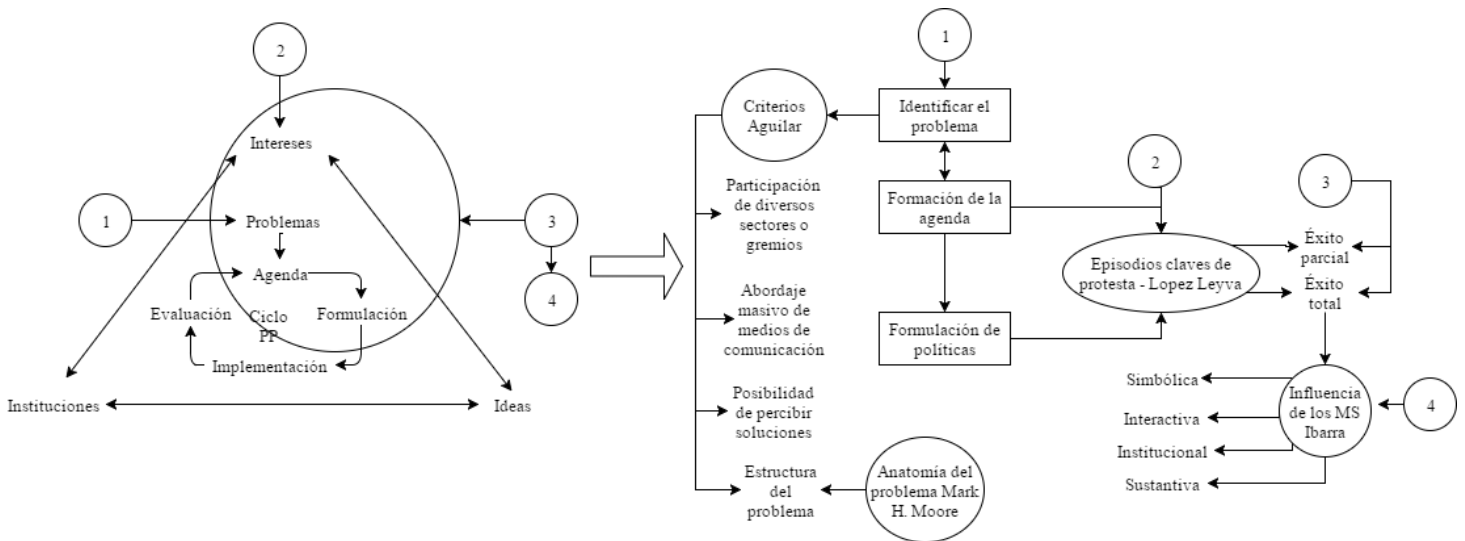 2
Intereses
1
Problemas
3
Agenda
4
Evaluación
Ciclo
PP
Formulación
Implementación
Instituciones
Ideas
1
Criterios
Aguilar
Identificar el
problema
Participación
de diversos
sectores o
gremios
Formación de la
agenda
2
3
Episodios claves de
protesta - Lopez Leyva
Éxito
parcial
Éxito
total
Abordaje
masivo de
medios de
comunicación
Formulación de
políticas
Posibilidad
de percibir
soluciones
Simbólica
Interactiva
Institucional
Sustantiva
Influencia
de los MS
Ibarra
4
Estructura
del
problema
Anatomía del
problema Mark
H. Moore